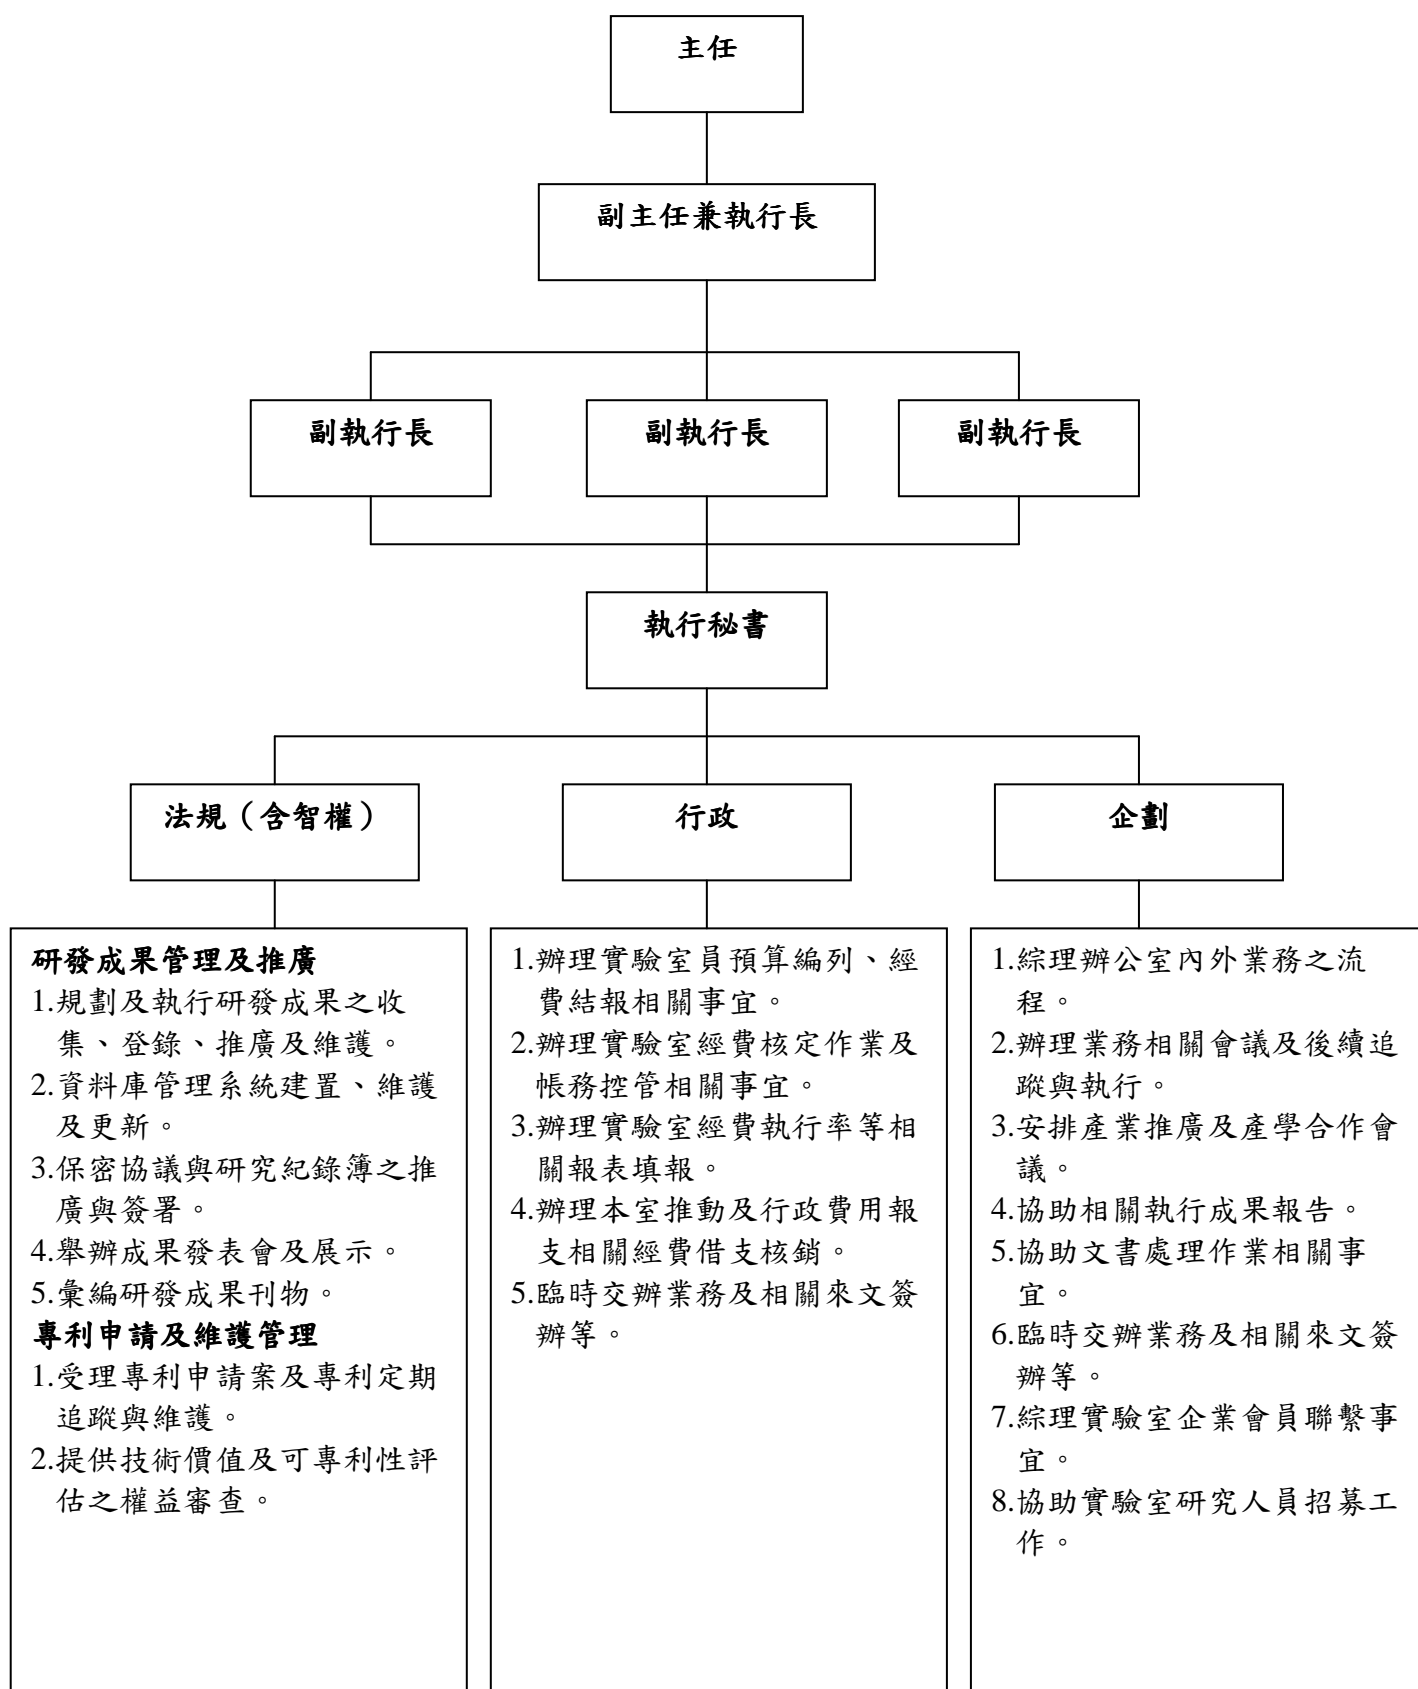 主任
副主任兼執行長
副執行長
副執行長
副執行長
執行秘書
法規（含智權）
行政
企劃
研發成果管理及推廣
1.規劃及執行研發成果之收
集、登錄、推廣及維護。
2.資料庫管理系統建置、維護
及更新。
3.保密協議與研究紀錄簿之推
廣與簽署。
4.舉辦成果發表會及展示。
5.彙編研發成果刊物。
專利申請及維護管理
1.受理專利申請案及專利定期
追蹤與維護。
2.提供技術價值及可專利性評
估之權益審查。
1.辦理實驗室員預算編列、經
費結報相關事宜。
2.辦理實驗室經費核定作業及
帳務控管相關事宜。
3.辦理實驗室經費執行率等相
關報表填報。
4.辦理本室推動及行政費用報
支相關經費借支核銷。
5.臨時交辦業務及相關來文簽
辦等。
1.綜理辦公室內外業務之流
程。
2.辦理業務相關會議及後續追
蹤與執行。
3.安排產業推廣及產學合作會
議。
4.協助相關執行成果報告。
5.協助文書處理作業相關事
宜。
6.臨時交辦業務及相關來文簽
辦等。
7.綜理實驗室企業會員聯繫事
宜。
8.協助實驗室研究人員招募工
作。